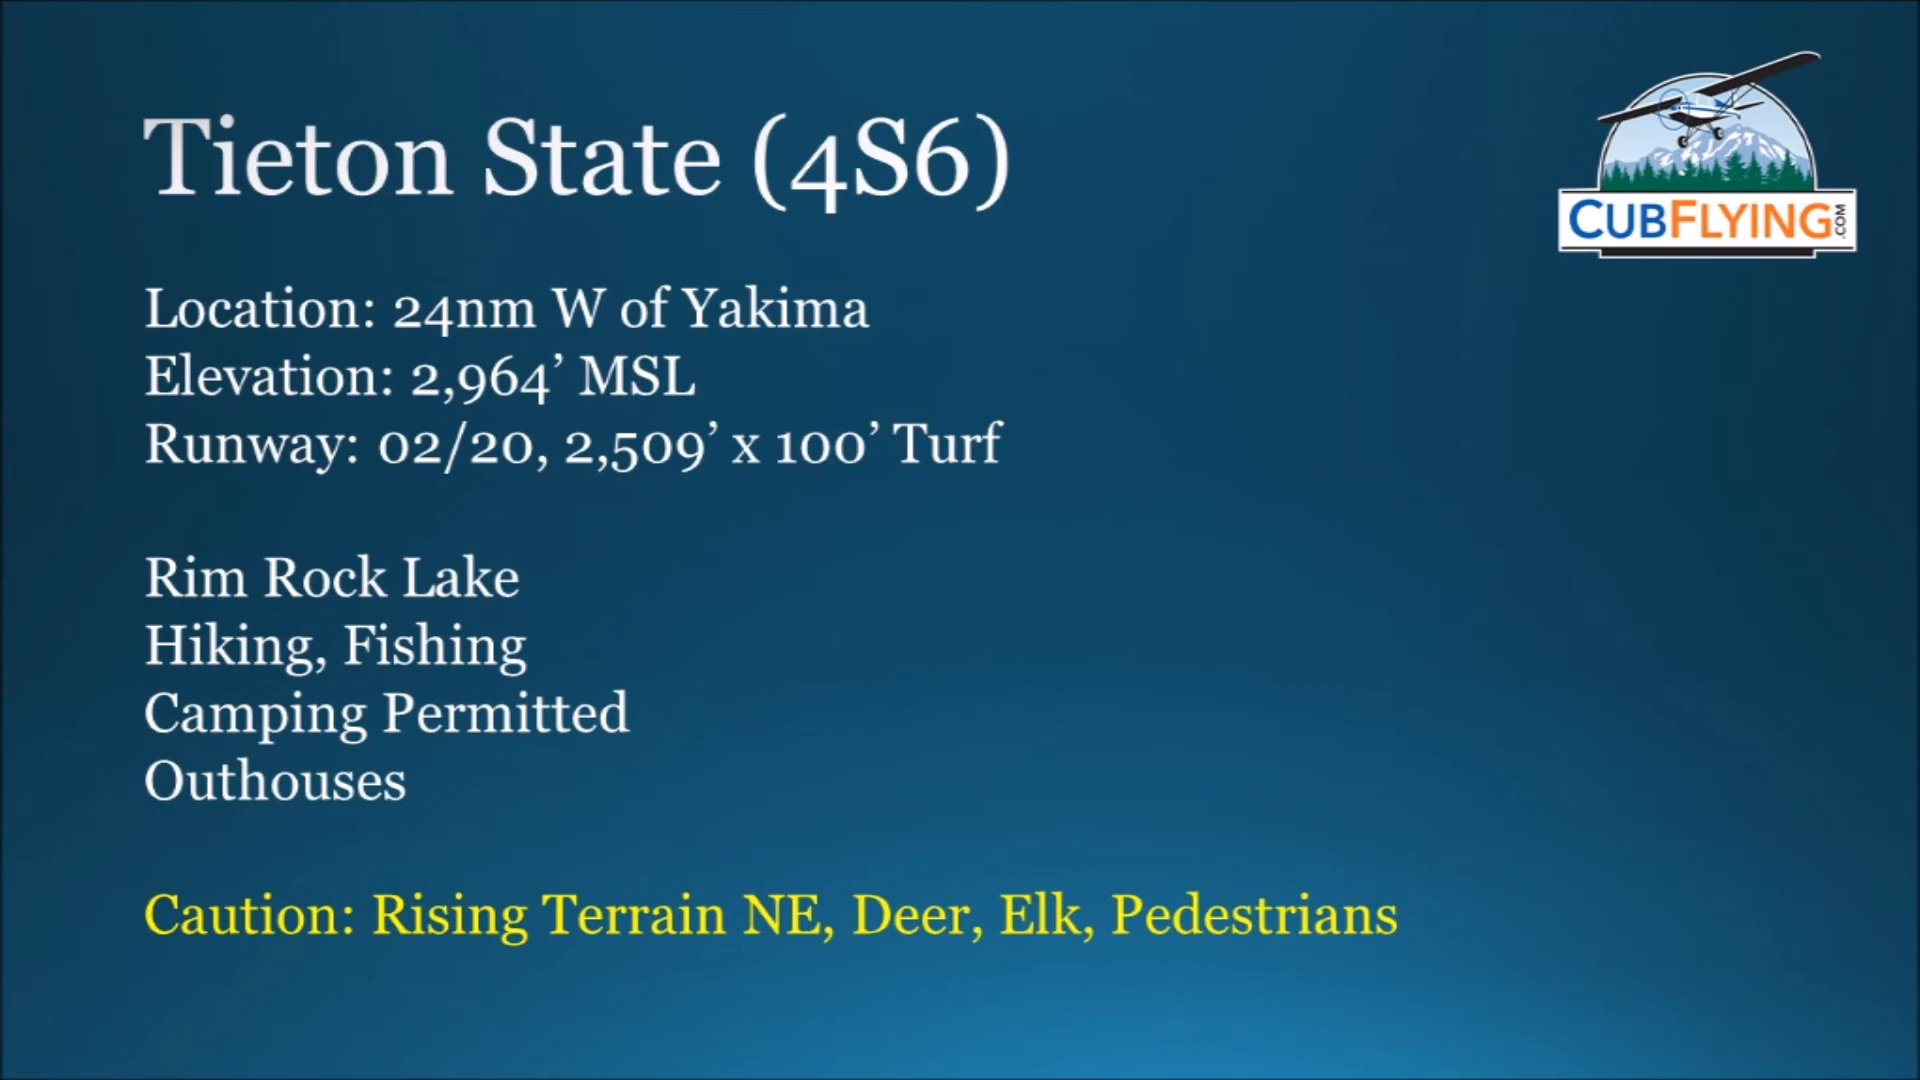 Tieton State (4S6)
CUBFLYING.COM
Location: 24nm W of Yakima
Elevation: 2,964’ MSL
Runway: 02/20, 2,509’ x 100’ Turf
Rim Rock Lake
Hiking, Fishing
Camping Permitted
Outhouses
Caution: Rising Terrain NE, Deer, Elk, Pedestrians